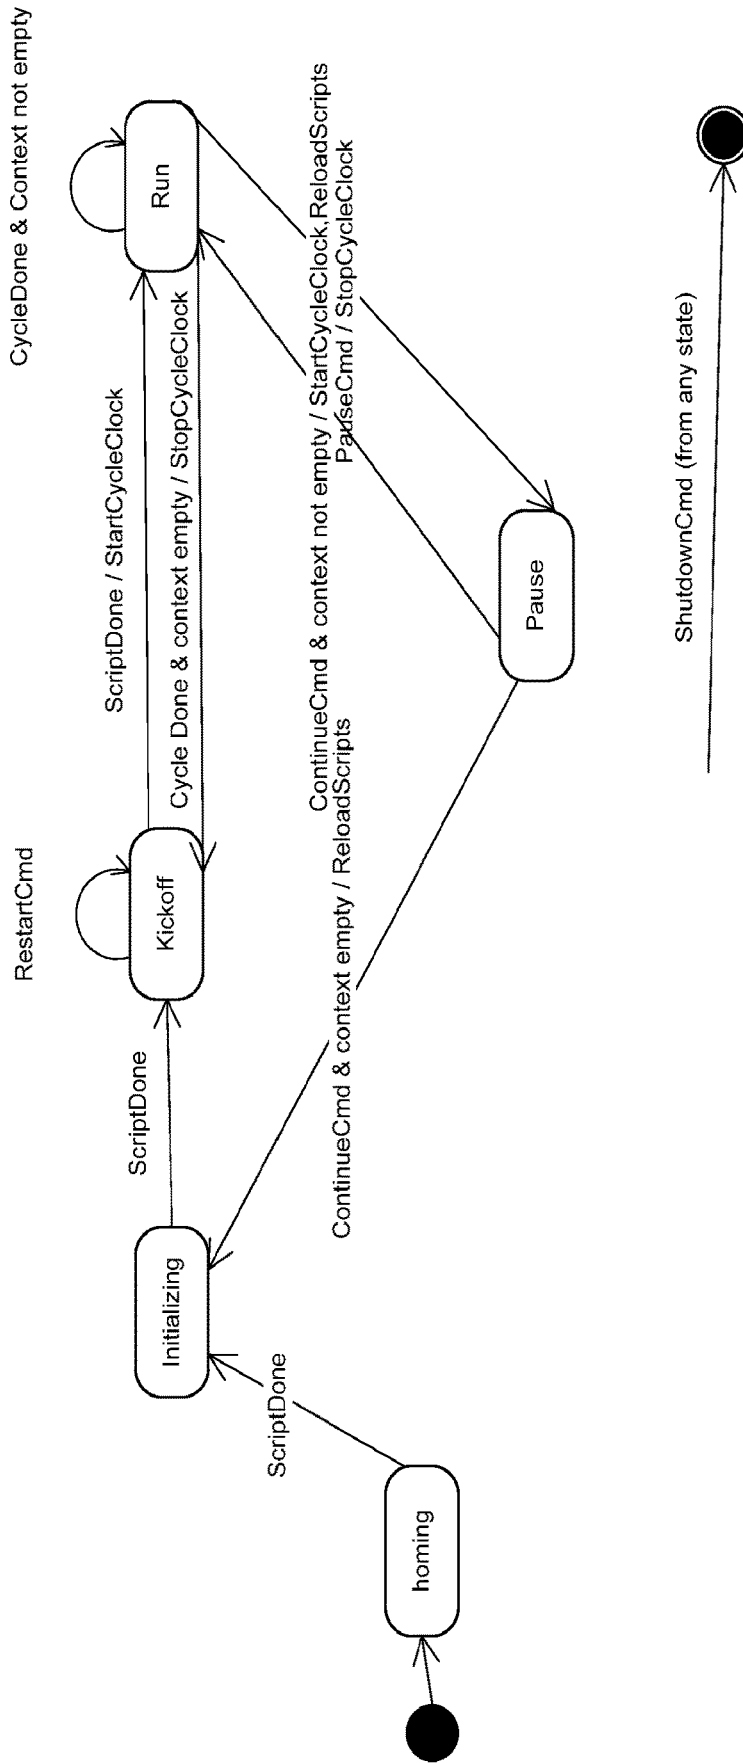 CycleDone & Context not empty
RestartCmd
ScriptDone / StartCycleClock
ScriptDone
Run
Kickoff
Initializing
Cycle Done & context empty / StopCycleClock
ScriptDone
ContinueCmd & context not empty / StartCycleClock,ReloadScripts
PauseCmd / StopCycleClock
ContinueCmd & context empty / ReloadScripts
homing
Pause
ShutdownCmd (from any state)